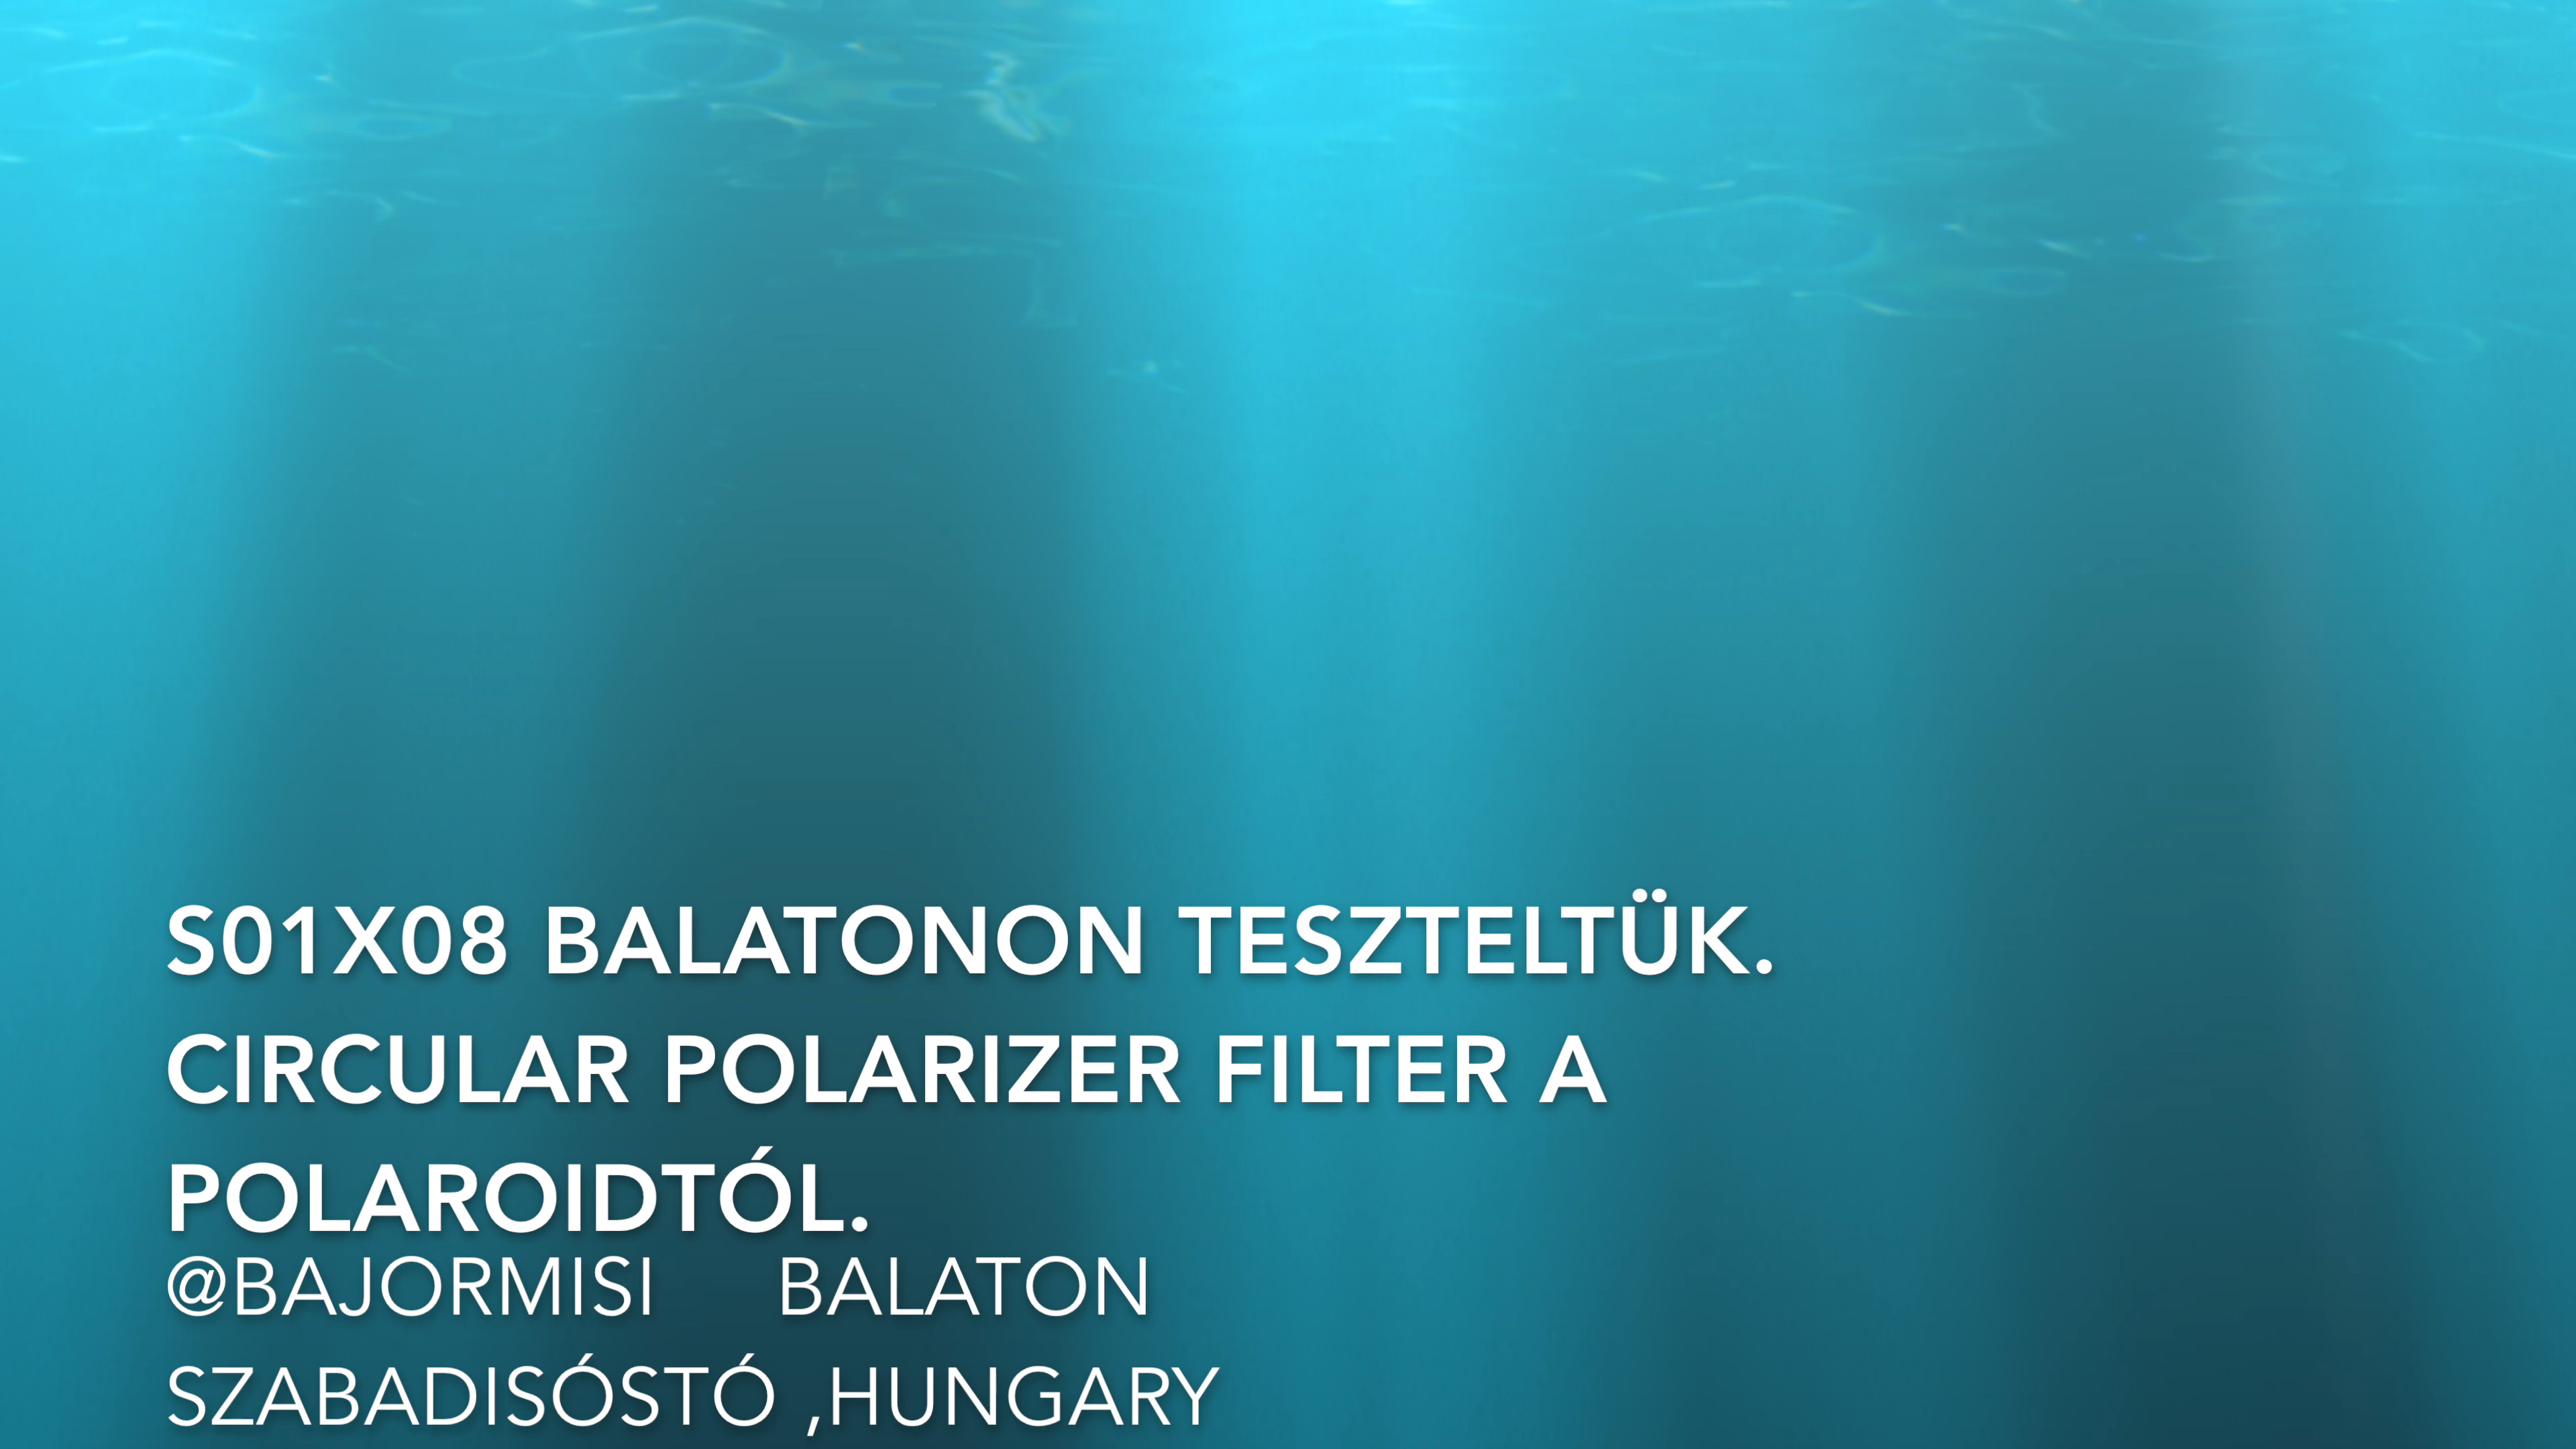 S01X08 BALATONON TESZTELTÜK.
CIRCULAR POLARIZER FILTER A
POLAROIDTÓL.
@BAJORMISI BALATON
SZABADISÓSTÓ ,HUNGARY